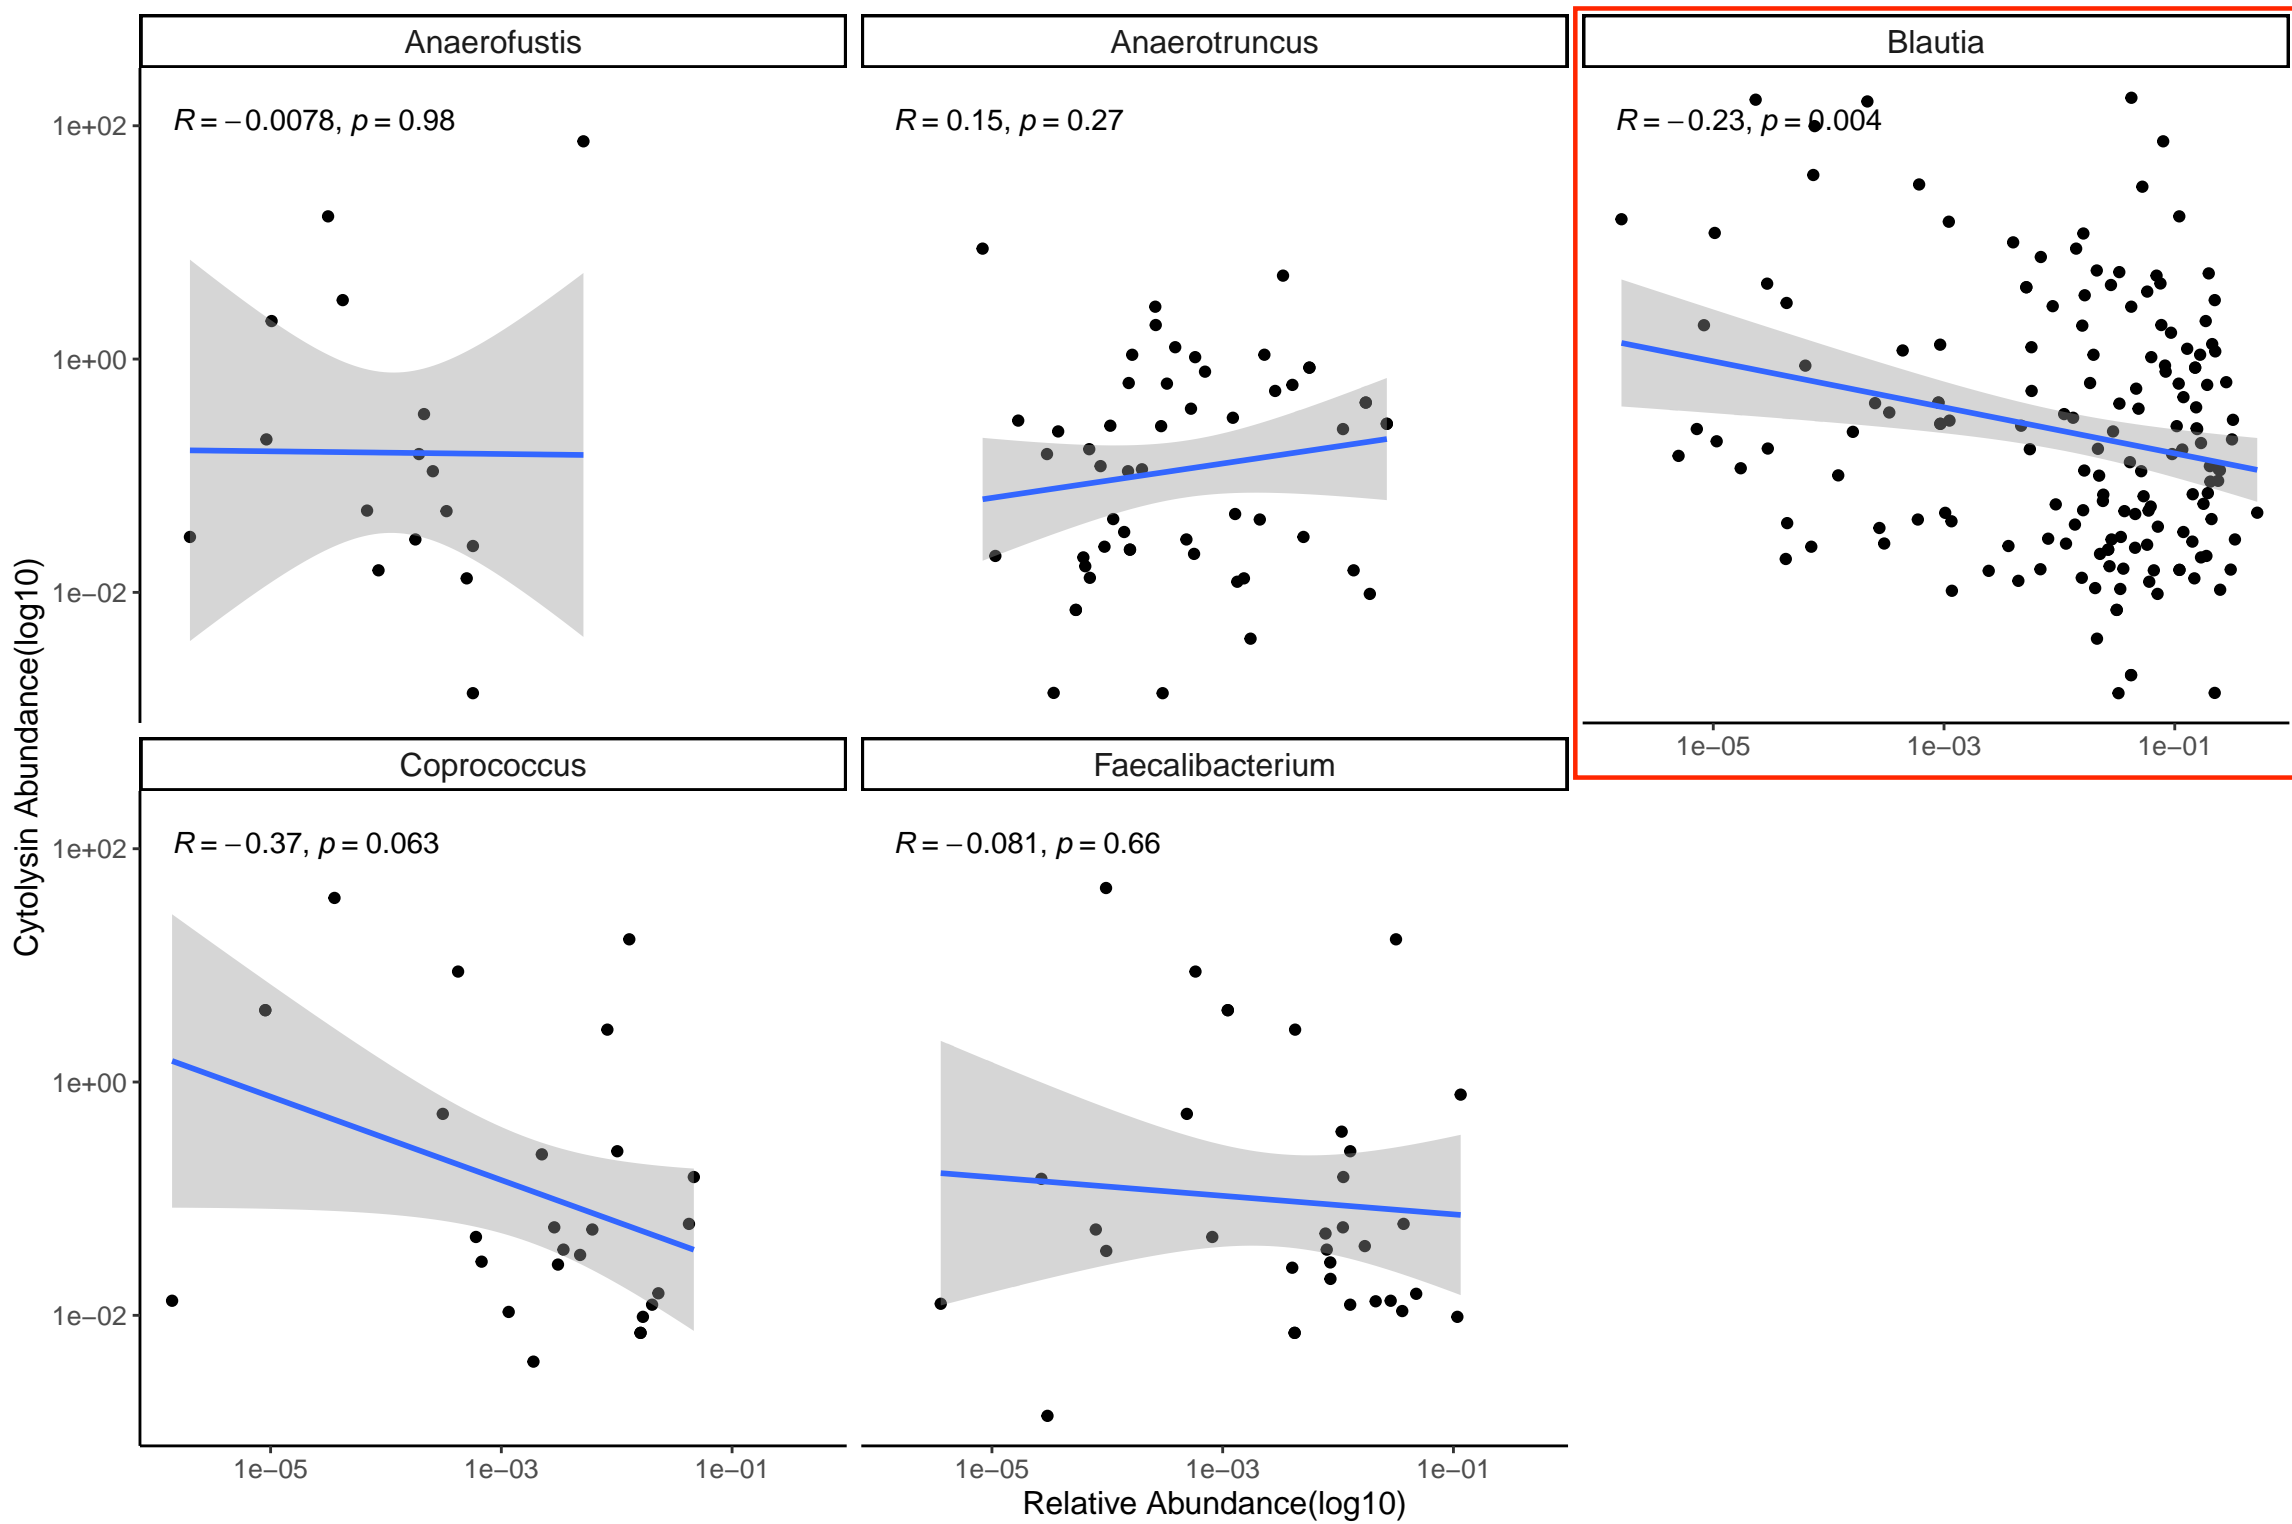 Anaerofustis
Anaerotruncus
Blautia
R = −0.0078, p = 0.98
R = 0.15, p = 0.27
R = −0.23, p = 0.004
1e+02
1e+00
1e−02
1e−05
1e−03
1e−01
Coprococcus
Faecalibacterium
R = −0.37, p = 0.063
R = −0.081, p = 0.66
1e+02
1e+00
1e−02
1e−05
1e−03
1e−01
1e−05
1e−03
1e−01
Cytolysin Abundance(log10)
Relative Abundance(log10)